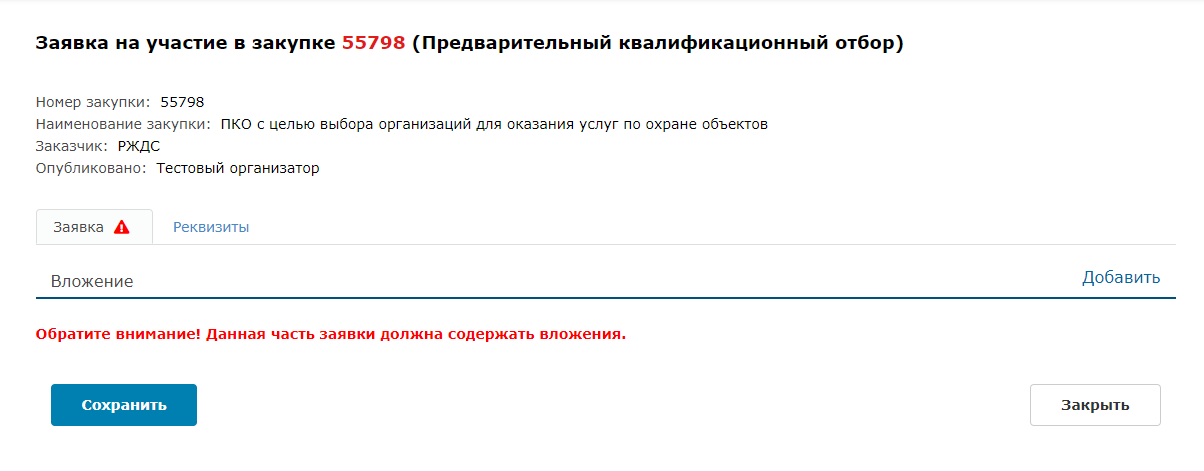 Заявка на участие в закупке 55798 (Предварительный квалификационный отбор)
Номер закупки: 55798
Наименование закупки: ПКО с целью выбора организаций для оказания услуг по охране объектов
Заказчик: РЖДС
Опубликовано: Тестовый организатор
Заявка Реквизиты
Вложение Добавить
Обратите внимание! Данная часть заявки должна содержать вложения.
Сохранить Закрыть